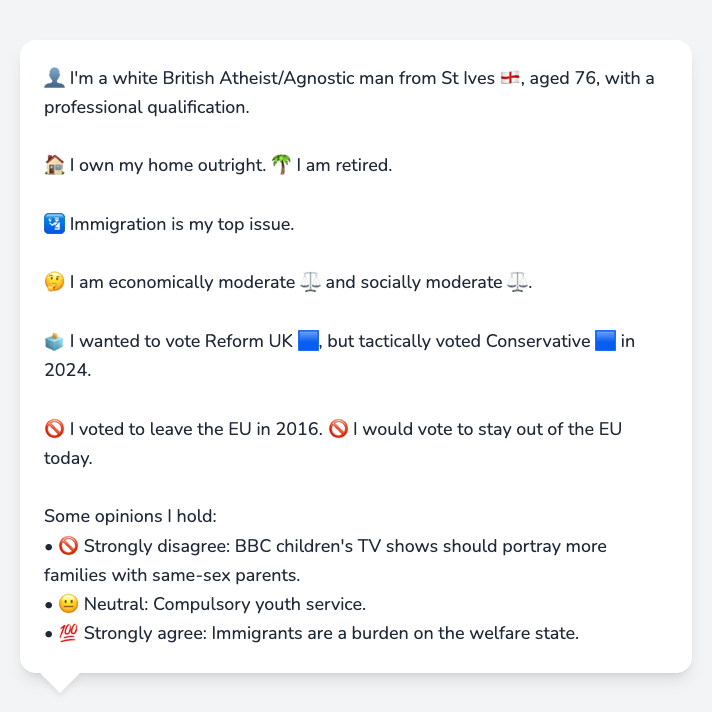 👤 I'm a white British Atheist/Agnostic man from St Ives 🏴󠁧󠁢󠁥󠁮󠁧󠁿, aged 76, with a
professional qualification.
🏠 I own my home outright. 🌴 I am retired.
🛂 Immigration is my top issue.
🤔 I am economically moderate ⚖️ and socially moderate ⚖️.
🗳️ I wanted to vote Reform UK 🟦, but tactically voted Conservative 🟦 in
2024.
🚫 I voted to leave the EU in 2016. 🚫 I would vote to stay out of the EU
today.
Some opinions I hold:
• 🚫 Strongly disagree: BBC children's TV shows should portray more
families with same-sex parents.
• 😐 Neutral: Compulsory youth service.
• 💯 Strongly agree: Immigrants are a burden on the welfare state.